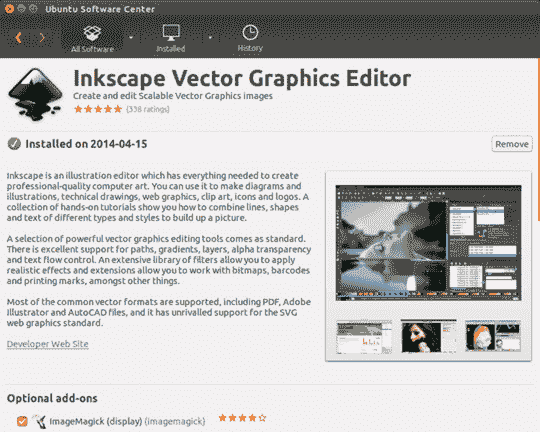 Ubuntu Software Center
All Software
Installed
History
Inkscape Vector Graphics Editor
Create and edit Scalable Vector Graphics images
(338 ratings)
Installed on 2014-04-15
Remove
Inkscape is an illustration editor which has everything needed to create
professional-quality computer art. You can use it to make diagrams and
illustrations, technical drawings, web graphics, clip art, icons and logos. A
collection of hands-on tutorials show you how to combine lines, shapes
and text of different types and styles to build up a picture.
A selection of powerful vector graphics editing tools comes as standard.
There is excellent support for paths, gradients, layers, alpha transparency
and text flow control. An extensive library of filters allow you to apply
realistic effects and extensions allow you to work with bitmaps, barcodes
and printing marks, amongst other things.
Most of the common vector formats are supported, including PDF, Adobe
Illustrator and AutoCAD files, and it has unrivalled support for the SVG
web graphics standard.
Developer Web Site
Optional add-ons
ImageMagick (display) (imagemagick)